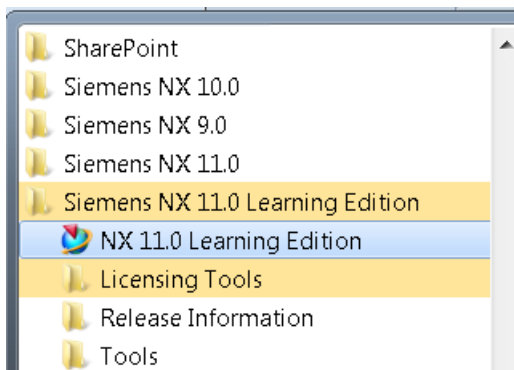 SharePoint
Siemens NX 10.0
Siemens NX 9.0
Siemens NX 11.0
Siemens NX 11.0 Learning Edition
NX 11.0 Learning Edition
Licensing Tools
Release Information
Tools